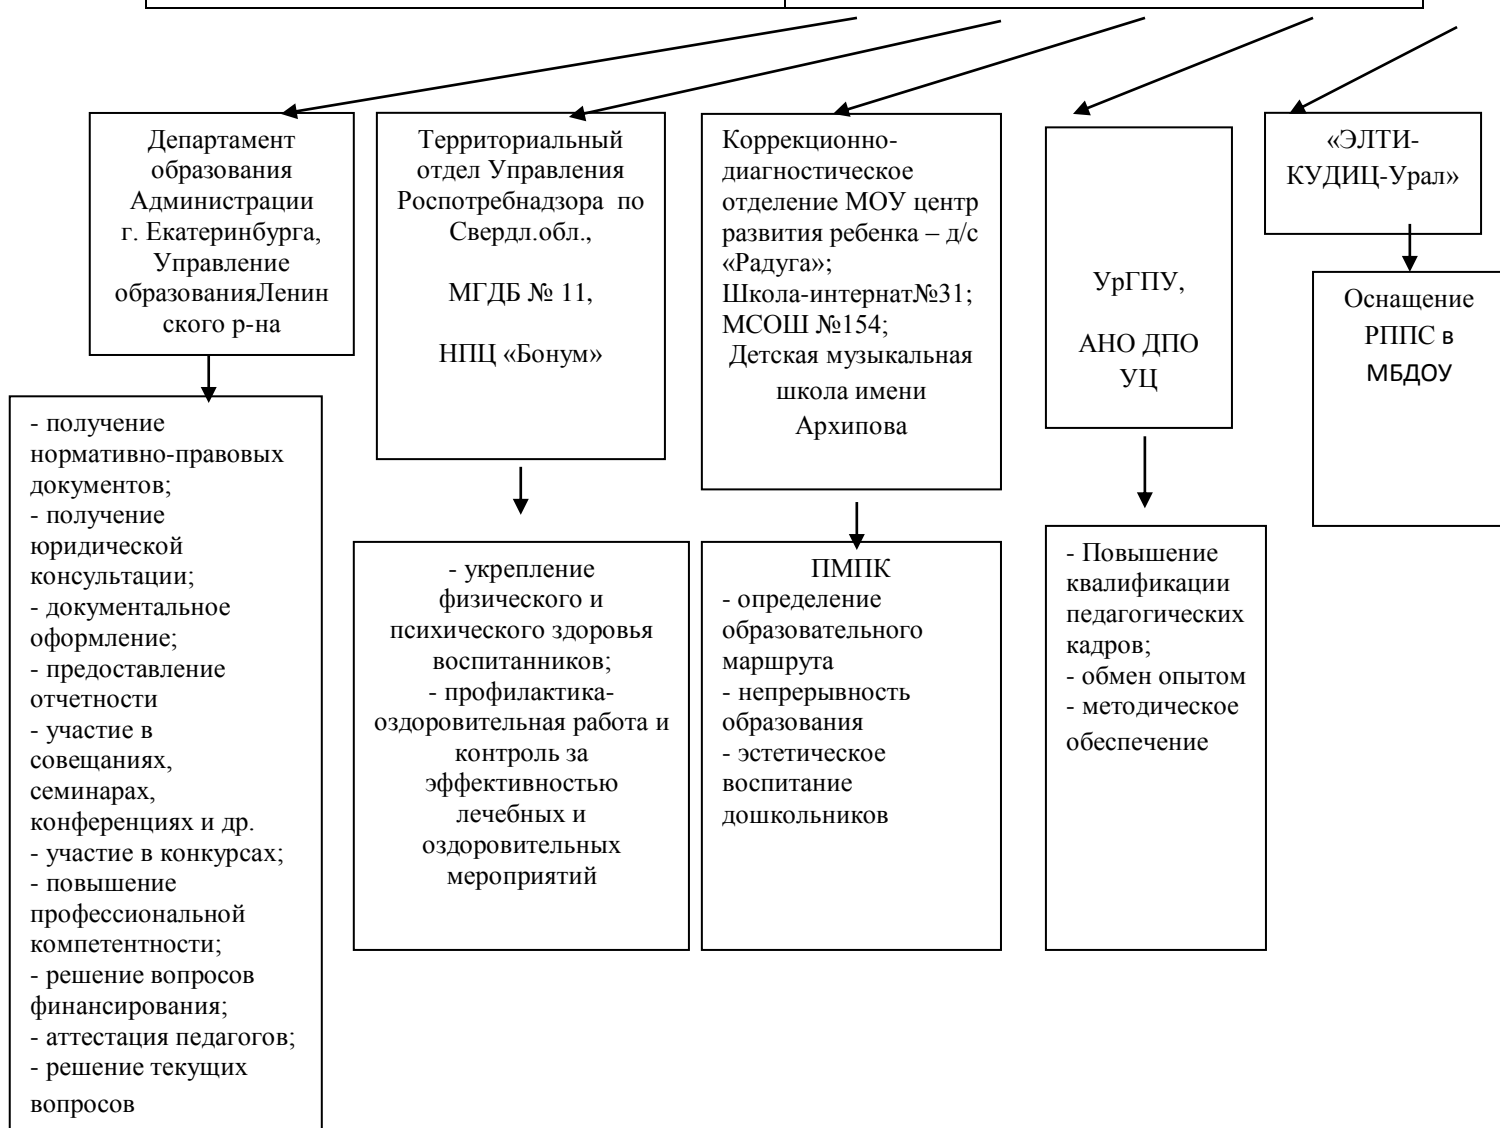 Департамент
образования
Администрации
г. Екатеринбурга,
Управление
образованияЛенин
ского р-на
Территориальный
отдел Управления
Роспотребнадзора по
Свердл.обл.,
МГДБ № 11,
НПЦ «Бонум»
Коррекционно-
диагностическое
отделение МОУ центр
развития ребенка – д/с
«Радуга»;
Школа-интернат№31;
МСОШ №154;
Детская музыкальная
школа имени
Архипова
УрГПУ,
АНО ДПО
УЦ
«ЭЛТИ-
КУДИЦ-Урал»
Оснащение
РППС в
МБДОУ
- получение
нормативно-правовых
документов;
- получение
юридической
консультации;
- документальное
оформление;
- предоставление
отчетности
- участие в
совещаниях,
семинарах,
конференциях и др.
- участие в конкурсах;
- повышение
профессиональной
компетентности;
- решение вопросов
финансирования;
- аттестация педагогов;
- решение текущих
вопросов
- укрепление
физического и
психического здоровья
воспитанников;
- профилактика-
оздоровительная работа и
контроль за
эффективностью
лечебных и
оздоровительных
мероприятий
ПМПК
- определение
образовательного
маршрута
- непрерывность
образования
- эстетическое
воспитание
дошкольников
- Повышение
квалификации
педагогических
кадров;
- обмен опытом
- методическое
обеспечение